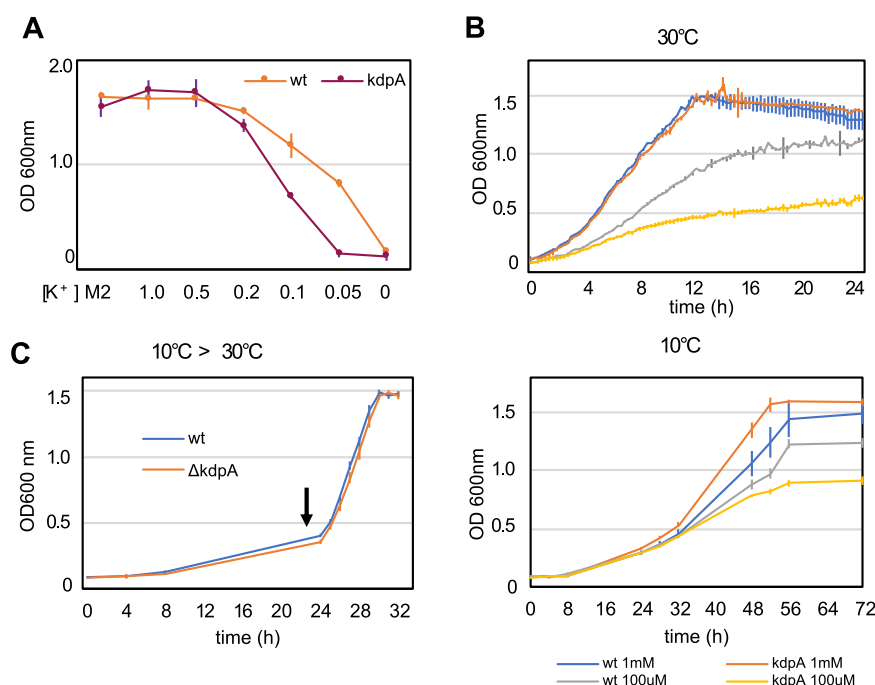 A
2.0
wt kdpA
1.0
0
[K+] M2 1.0 0.5 0.2 0.1 0.05 0
OD 600nm
B
30°C
1.5
1.0
0.5
0
0 4 8 12 16 20 24
time (h)
OD 600nm
C
10°C > 30°C
1.5
wt
1.0
ΔkdpA
0.5
0
0 4 8 12 16 20 24 28 32
time (h)
OD600 nm
10°C
1.5
1.0
0.5
0
0 8 16 24 32 40 48 56 64 72
time (h)
OD 600nm
wt 1mM kdpA 1mM
wt 100uM kdpA 100uM